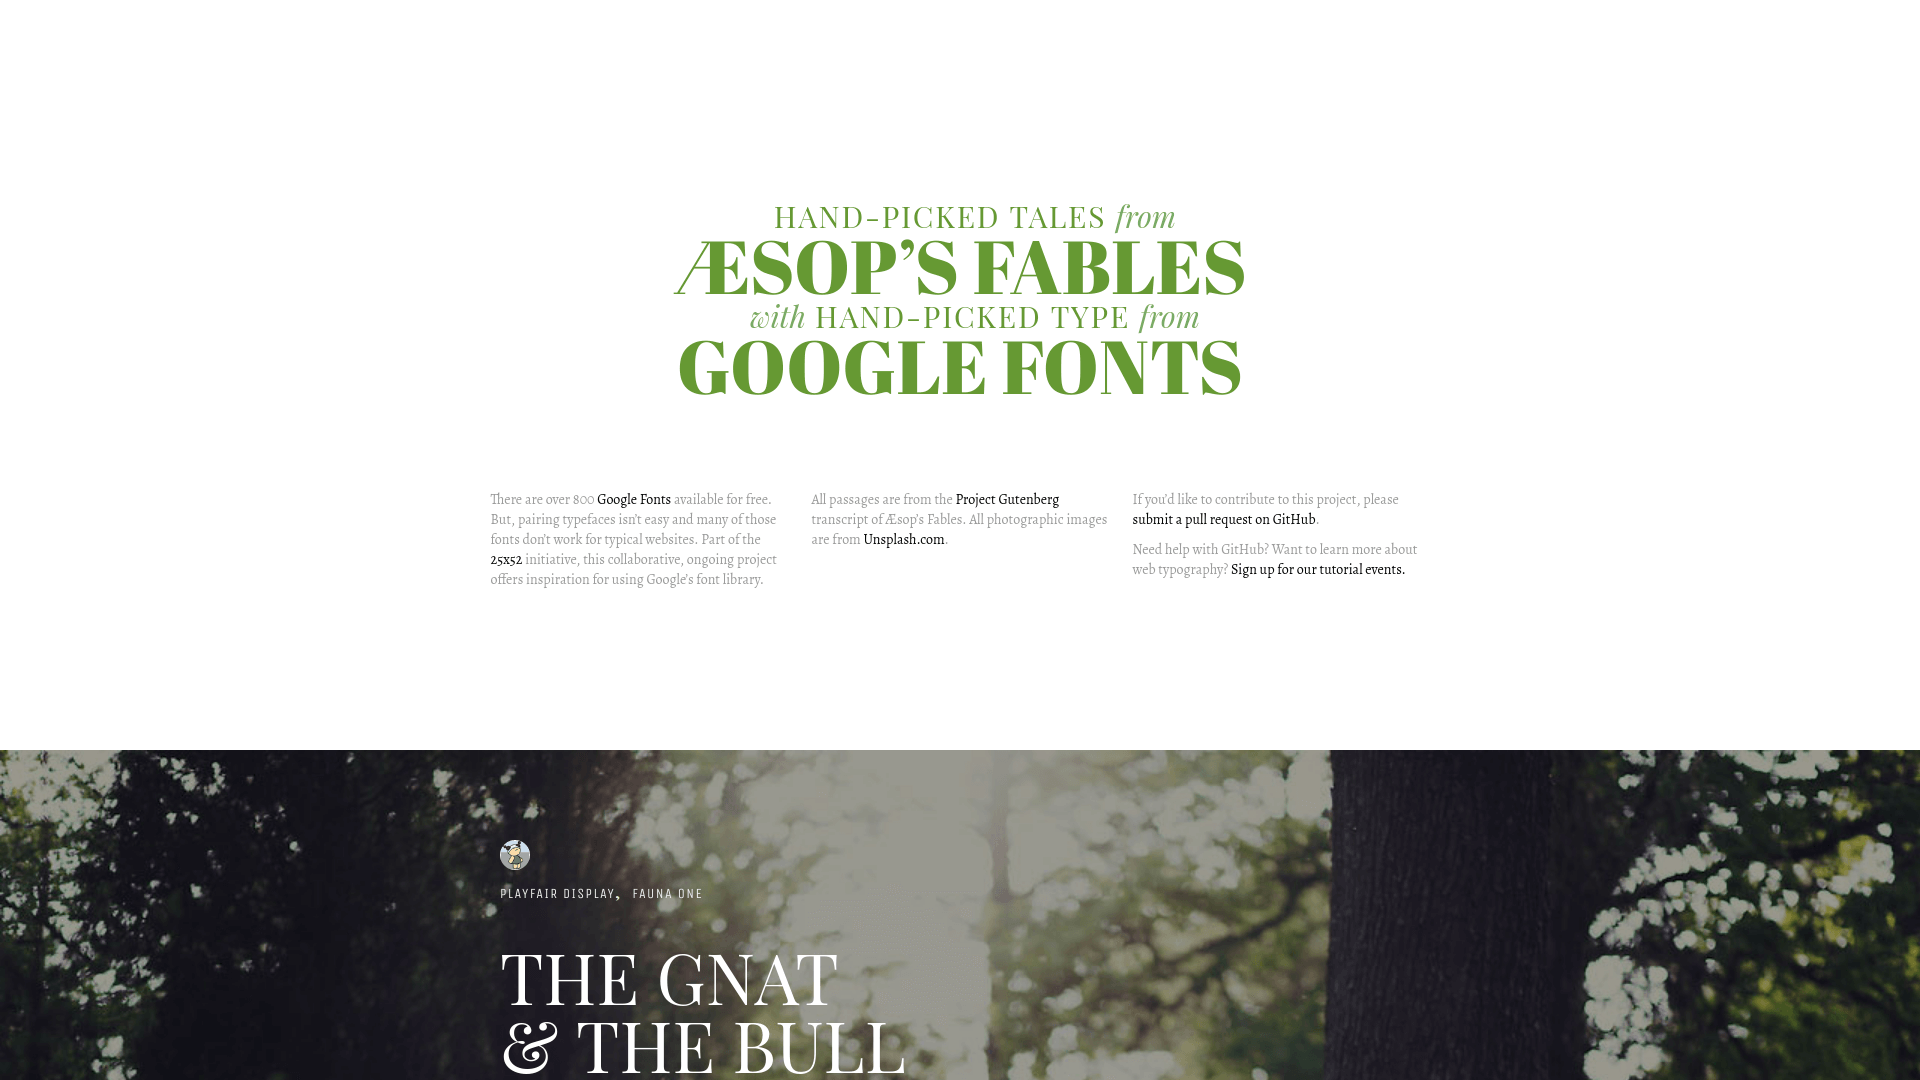 HAND-PICKED TALES from
ÆSOP’S FABLES
with HAND-PICKED TYPE from
GOOGLE FONTS
There are over 800 Google Fonts available for free.
But, pairing typefaces isn’t easy and many of those
fonts don’t work for typical websites. Part of the
25x52 initiative, this collaborative, ongoing project
offers inspiration for using Google’s font library.
All passages are from the Project Gutenberg
transcript of Æsop’s Fables. All photographic images
are from Unsplash.com.
If you’d like to contribute to this project, please
submit a pull request on GitHub.
Need help with GitHub? Want to learn more about
web typography? Sign up for our tutorial events.
PLAYFAIR DISPLAY, FAUNA ONE
THE GNAT
& THE BULL